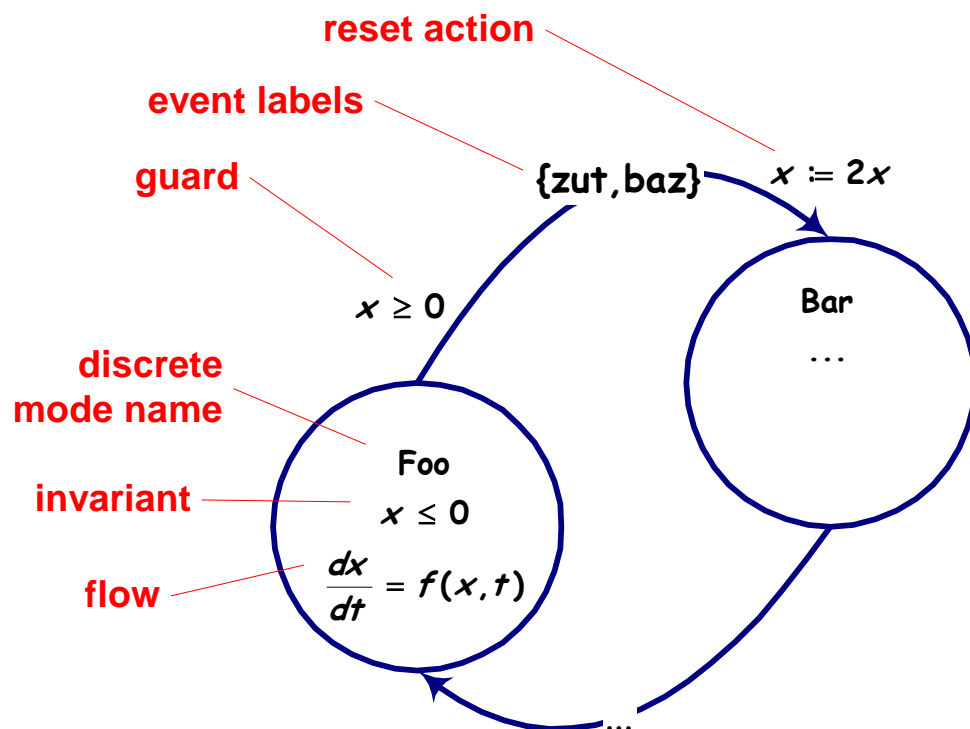 reset action
event labels
guard
{zut,baz}
x := 2x
x ≥ 0
Bar
...
discrete
mode name
Foo
invariant
x ≤ 0
flow
dx/dt = f(x,t)
...